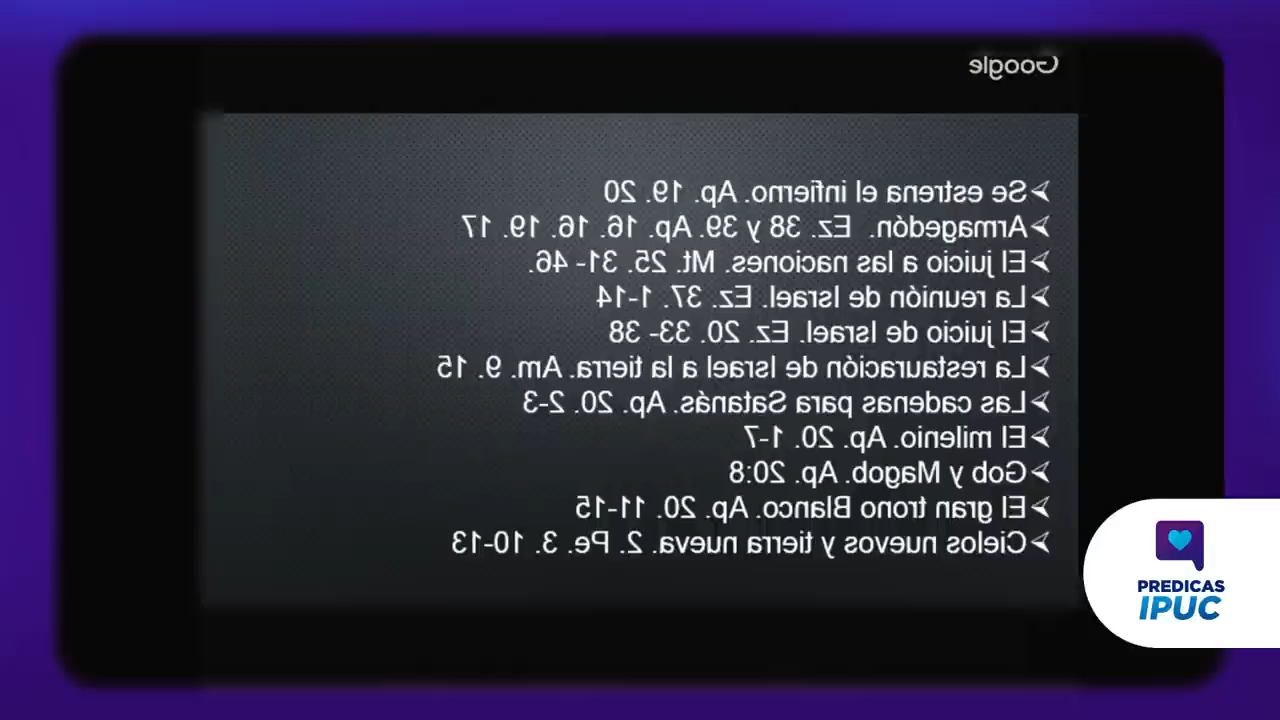 Google
➢Se estrena el infierno. Ap. 19. 20
➢Armagedón.  Ez. 38 y 39. Ap. 16. 16. 19. 17
➢El juicio a las naciones. Mt. 25. 31- 46.
➢La reunión de Israel. Ez. 37. 1-14
➢El juicio de Israel. Ez. 20. 33- 38
➢La restauración de Israel a la tierra. Am. 9. 15
➢Las cadenas para Satanás. Ap. 20. 2-3
➢El milenio. Ap. 20. 1-7
➢Gob y Magob. Ap. 20:8
➢El gran trono Blanco. Ap. 20. 11-15
➢Cielos nuevos y tierra nueva. 2. Pe. 3. 10-13
PREDICAS
IPUC